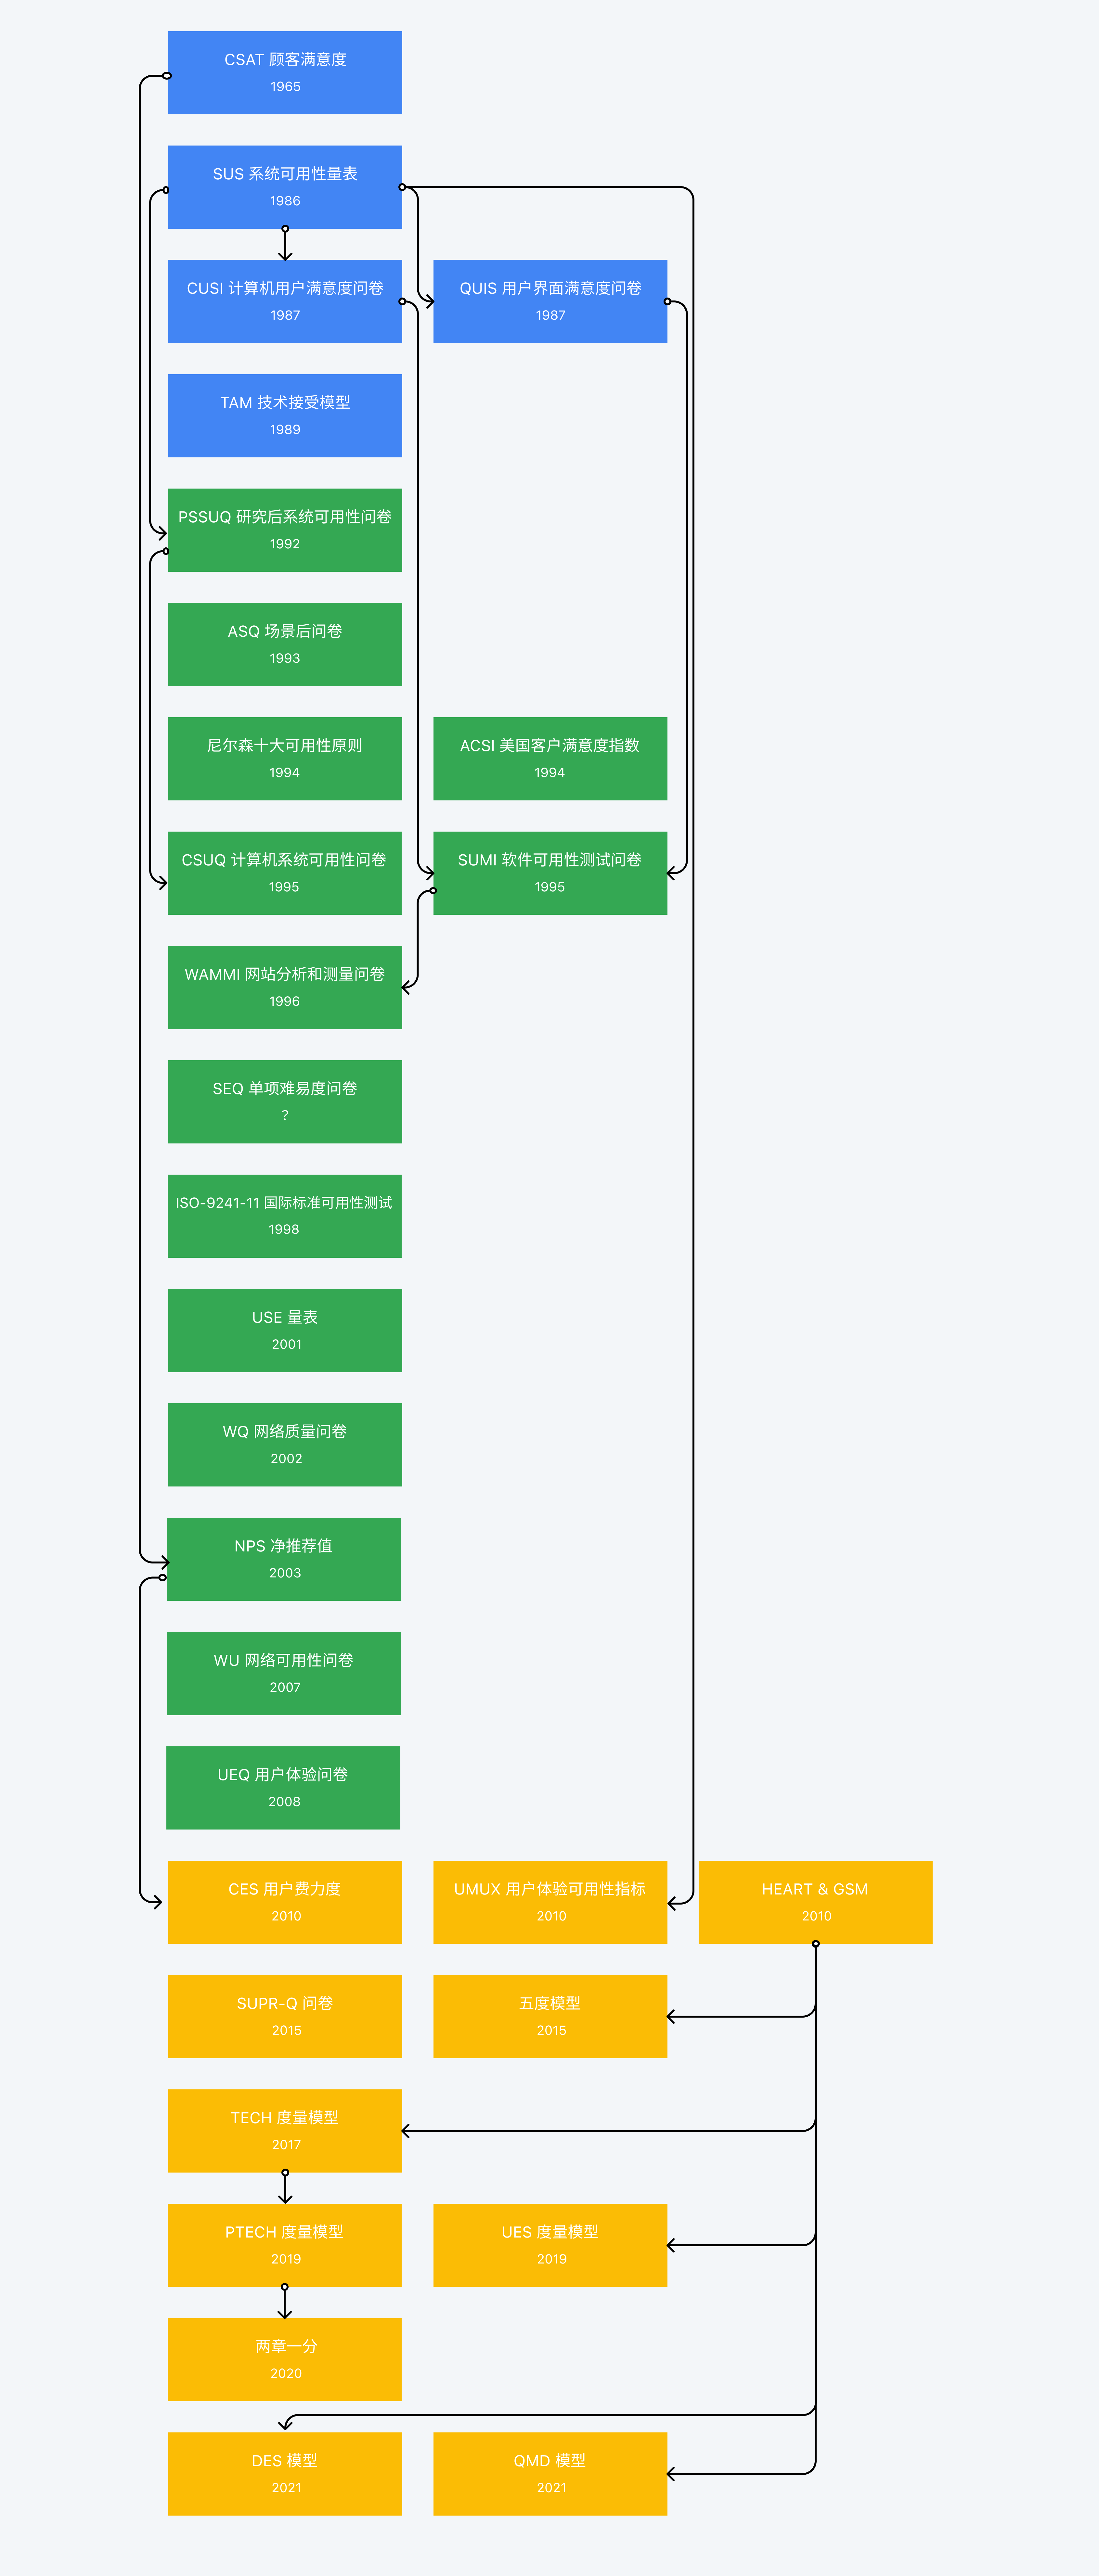 CSAT 顾客满意度
1965
SUS 系统可用性量表
1986
CUSI 计算机用户满意度问卷
1987
QUIS 用户界面满意度问卷
1987
TAM 技术接受模型
1989
PSSUQ 研究后系统可用性问卷
1992
ASQ 场景后问卷
1993
尼尔森十大可用性原则
1994
ACSI 美国客户满意度指数
1994
CSUQ 计算机系统可用性问卷
1995
SUMI 软件可用性测试问卷
1995
WAMMI 网站分析和测量问卷
1996
SEQ 单项难易度问卷
？
ISO-9241-11 国际标准可用性测试
1998
USE 量表
2001
WQ 网络质量问卷
2002
NPS 净推荐值
2003
WU 网络可用性问卷
2007
UEQ 用户体验问卷
2008
CES 用户费力度
2010
UMUX 用户体验可用性指标
2010
HEART & GSM
2010
SUPR-Q 问卷
2015
五度模型
2015
TECH 度量模型
2017
PTECH 度量模型
2019
UES 度量模型
2019
两章一分
2020
DES 模型
2021
QMD 模型
2021